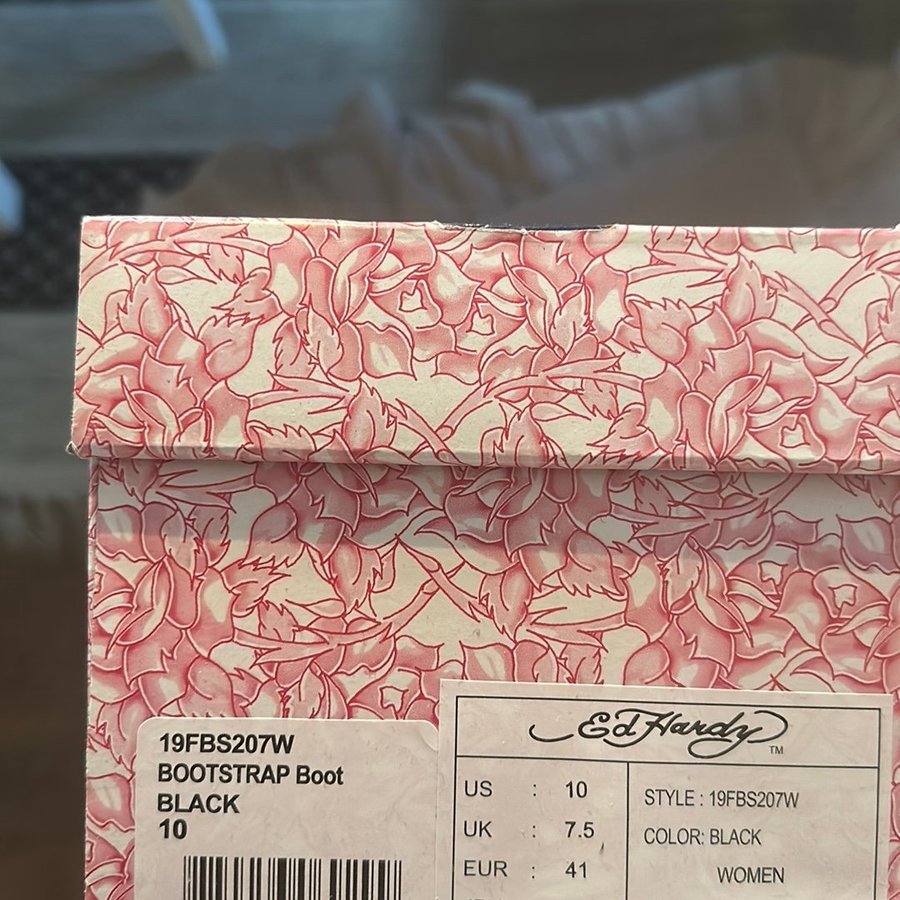 19FBS207W
BOOTSTRAP Boot
BLACK
10
Ed Hardy TM
US : 10
UK : 7.5
EUR : 41
STYLE : 19FBS207W
COLOR: BLACK
WOMEN